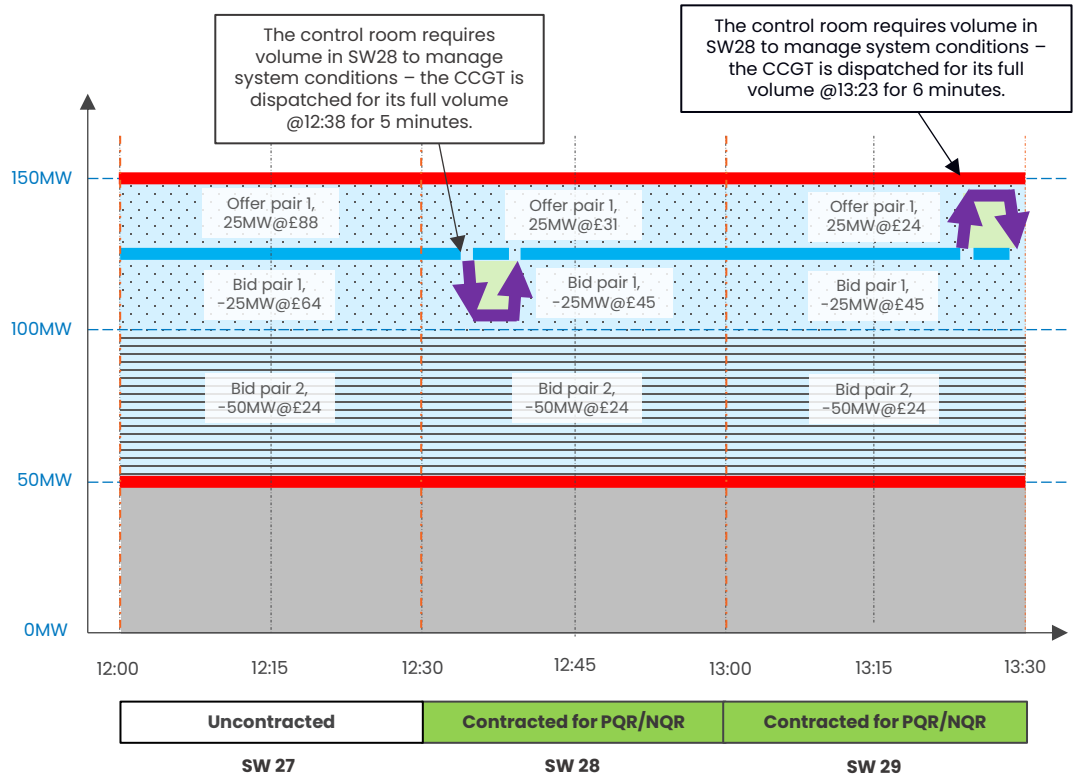 The control room requires
volume in SW28 to manage
system conditions – the CCGT is
dispatched for its full volume
@12:38 for 5 minutes.
The control room requires volume in
SW28 to manage system conditions –
the CCGT is dispatched for its full
volume @13:23 for 6 minutes.
150MW
Offer pair 1,
25MW@£88
Offer pair 1,
25MW@£31
Offer pair 1,
25MW@£24
Bid pair 1,
-25MW@£64
Bid pair 1,
-25MW@£45
Bid pair 1,
-25MW@£45
100MW
Bid pair 2,
-50MW@£24
Bid pair 2,
-50MW@£24
Bid pair 2,
-50MW@£24
50MW
0MW
12:00
12:15
12:30
12:45
13:00
13:15
13:30
Uncontracted
Contracted for PQR/NQR
Contracted for PQR/NQR
SW 27
SW 28
SW 29